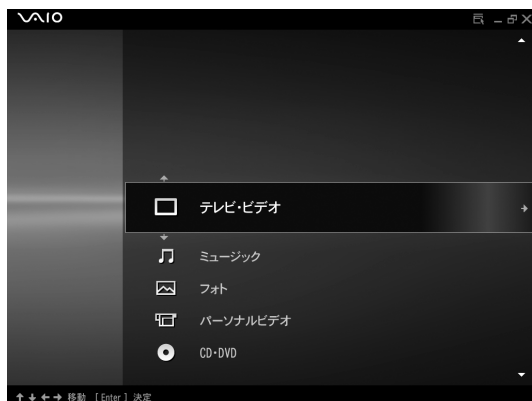 VAIO
テレビ･ビデオ
ミュージック
フォト
パーソナルビデオ
CD･DVD
↑↓←→ 移動 [Enter] 決定